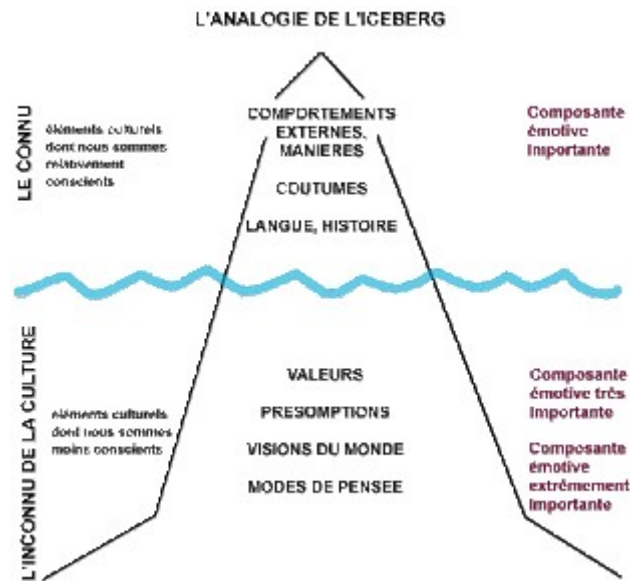 L'ANALOGIE DE L'ICEBERG
LE CONNU
éléments culturels
dont nous sommes
relativement
conscients
COMPORTEMENTS
EXTERNES,
MANIERES
COUTUMES
LANGUE, HISTOIRE
Composante
émotive
Importante
L'INCONNU DE LA CULTURE
éléments culturels
dont nous sommes
moins conscients
VALEURS
PRESOMPTIONS
VISIONS DU MONDE
MODES DE PENSEE
Composante
émotive très
Importante
Composante
émotive
extrêmement
Importante